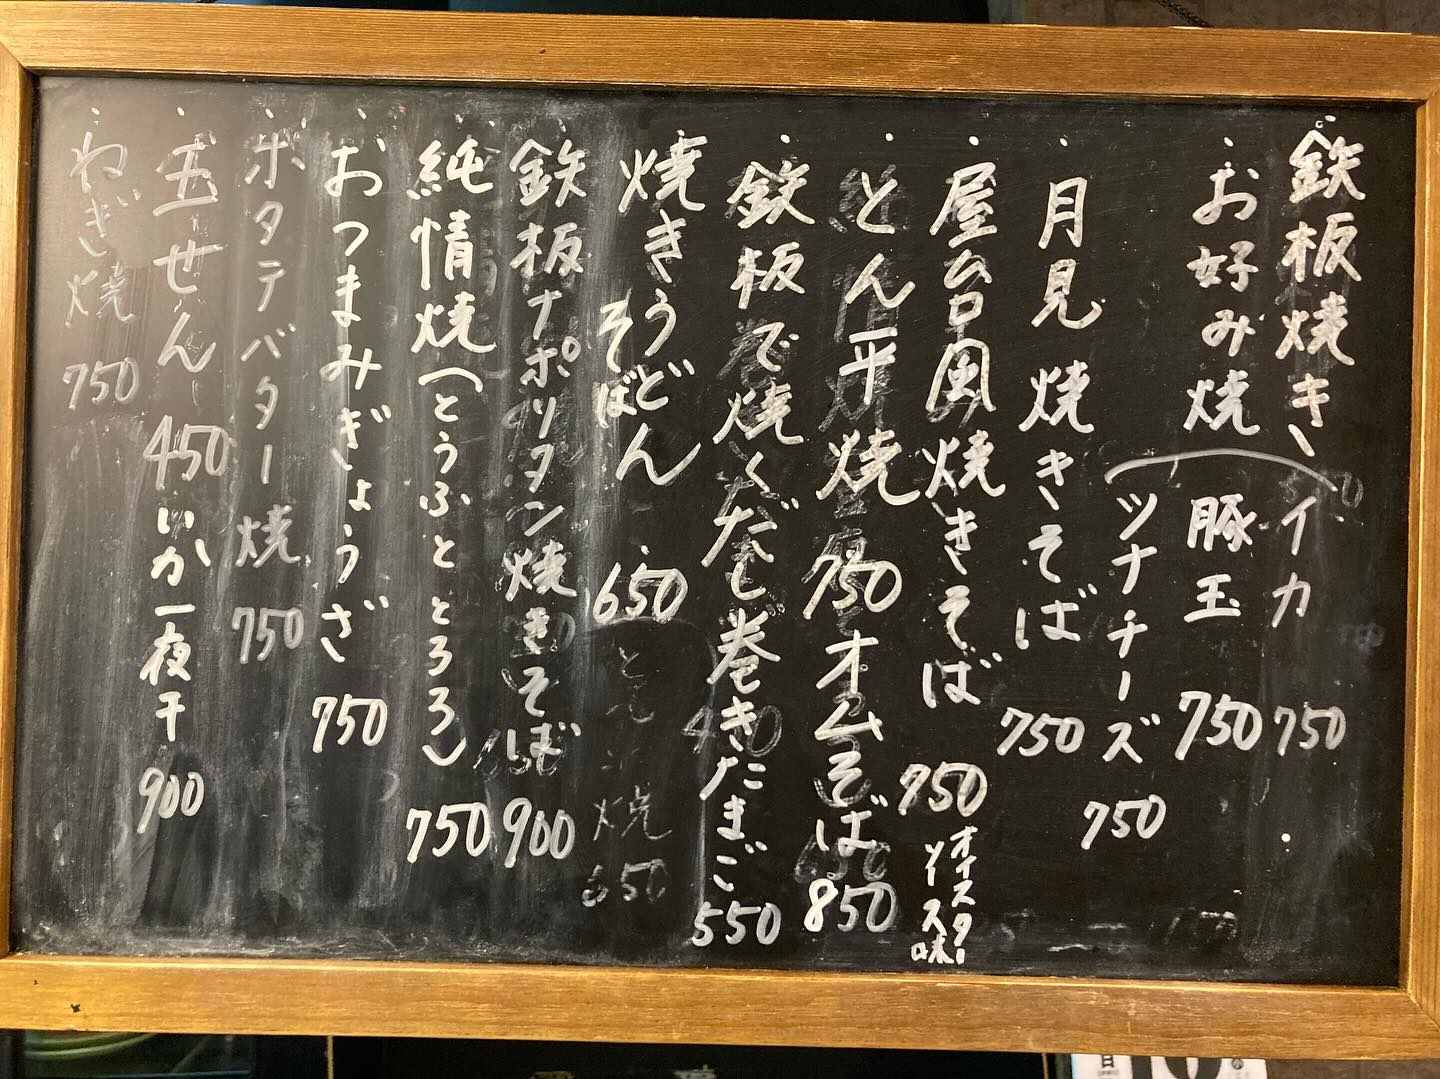 鉄板焼き
イカ 750
・お好み焼 豚玉 750
ツナチーズ 750
・月見焼きそば 750
・屋台風焼きそば 750
オイスター
ソース味
・とん平焼 750 オムそば 850
・鉄板で焼くだし巻きたまご 550
・焼きうどん 650
そばん
・鉄板ナポリタン焼きそば 900
・純情焼(とうふととろろ) 750
・おつまみぎょうざ 750
・ホタテバター焼 750
・玉せん 450 いか一夜干 900
・ねぎ焼 750